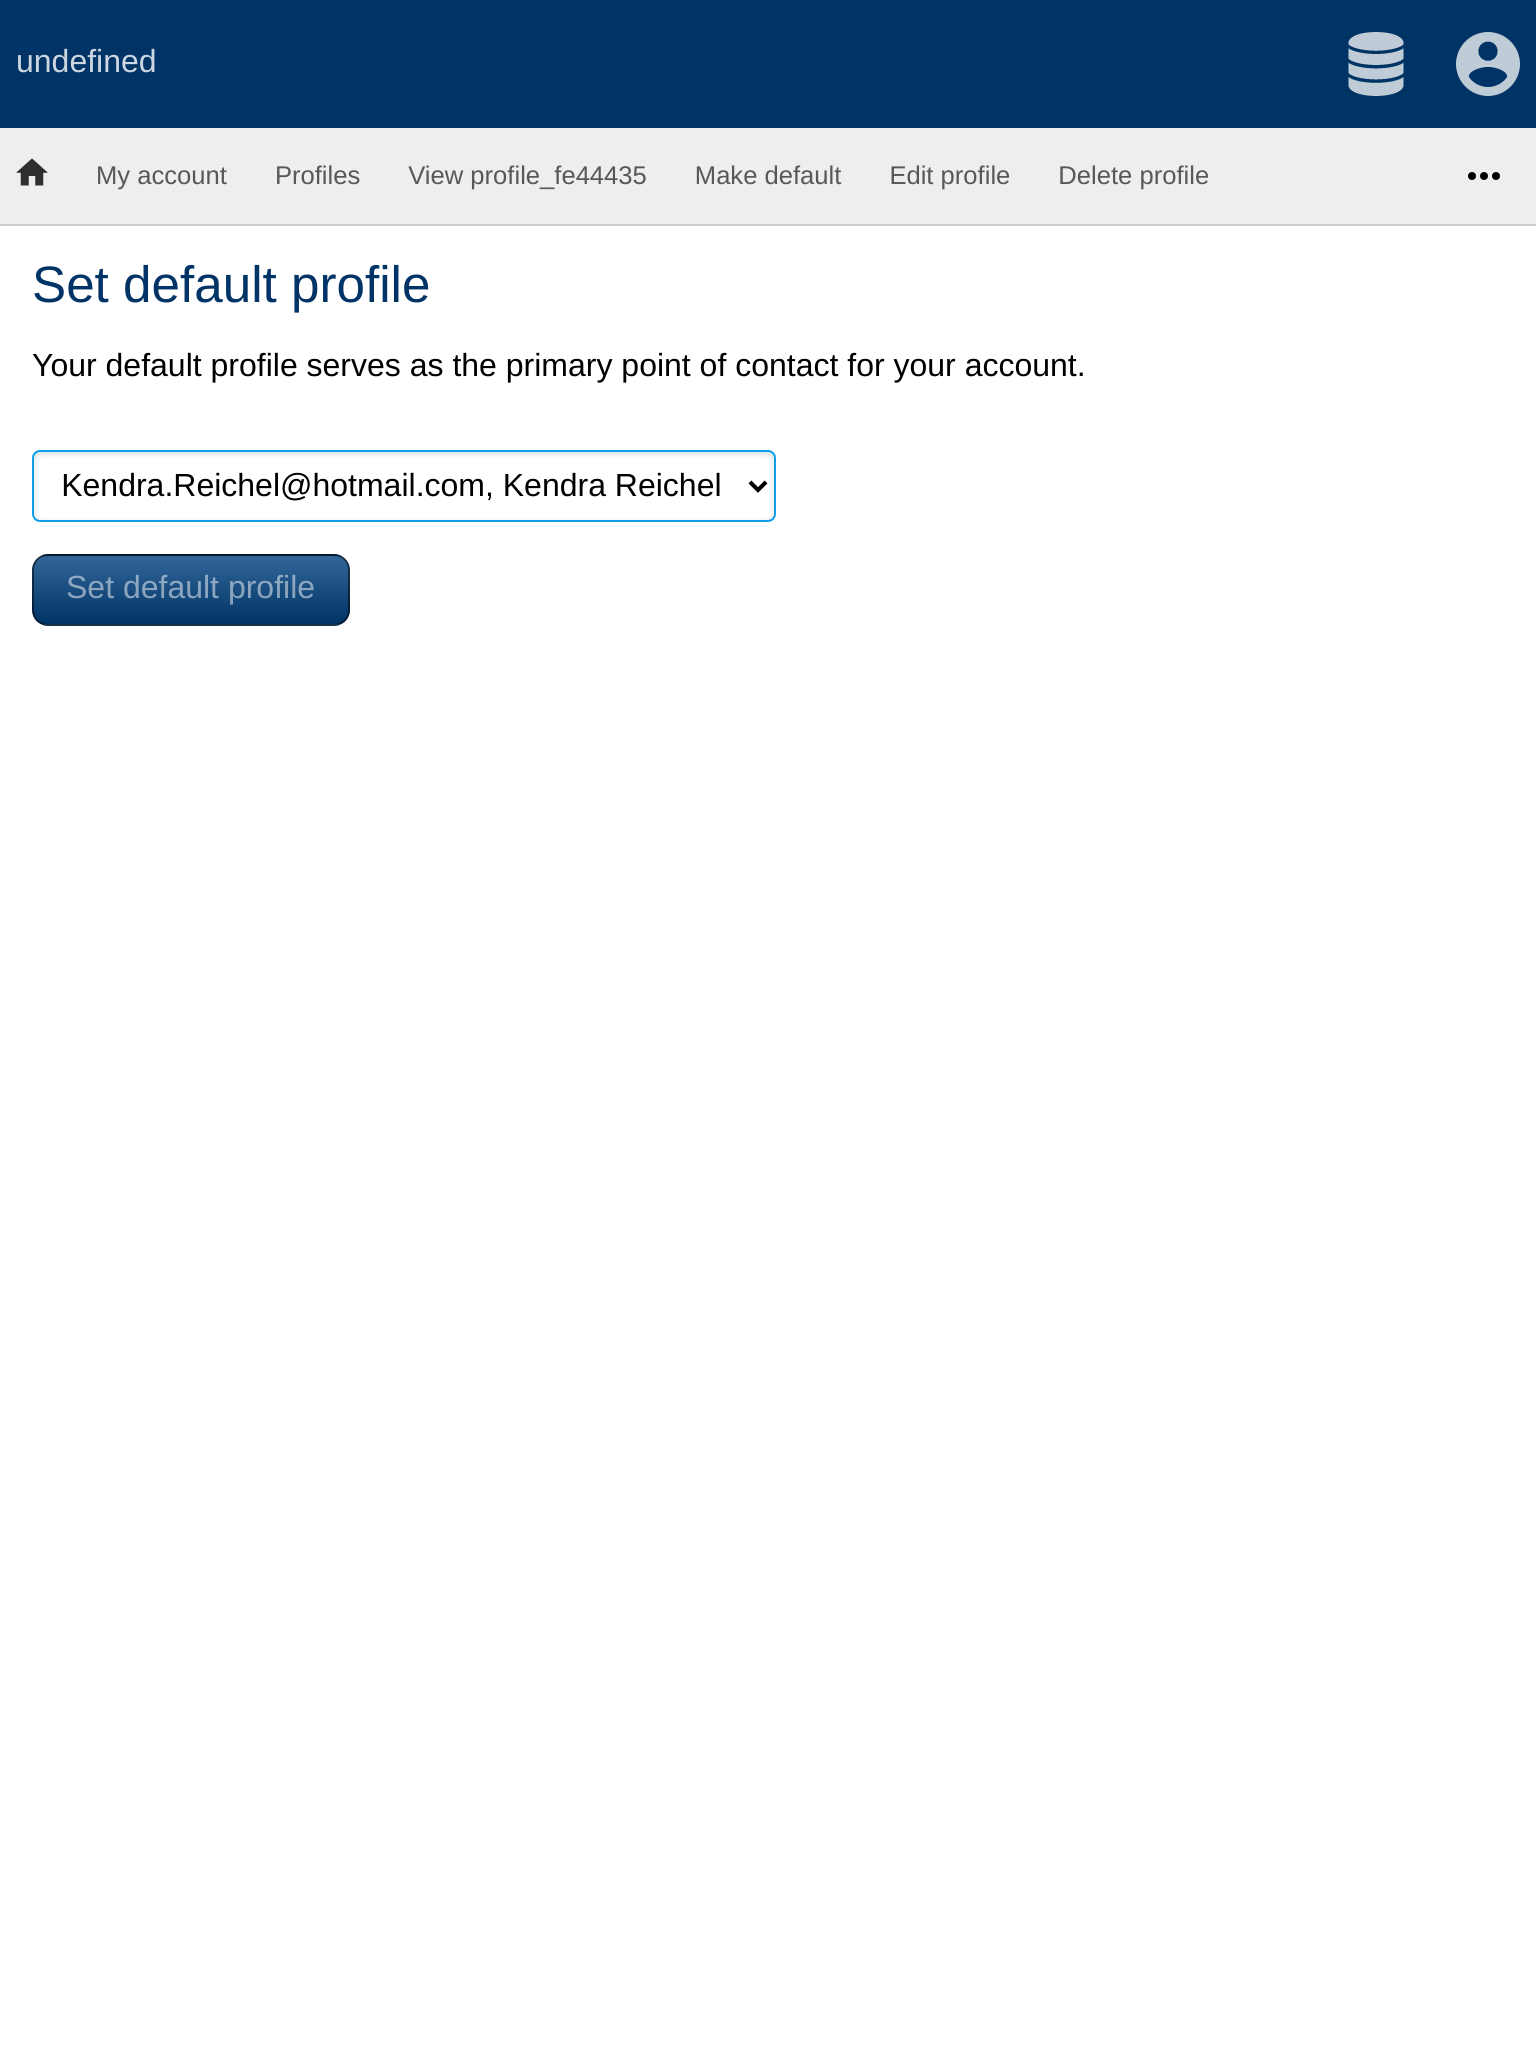 undefined
My account Profiles View profile_fe44435 Make default Edit profile Delete profile
Set default profile
Your default profile serves as the primary point of contact for your account.
Kendra.Reichel@hotmail.com, Kendra Reichel
Set default profile